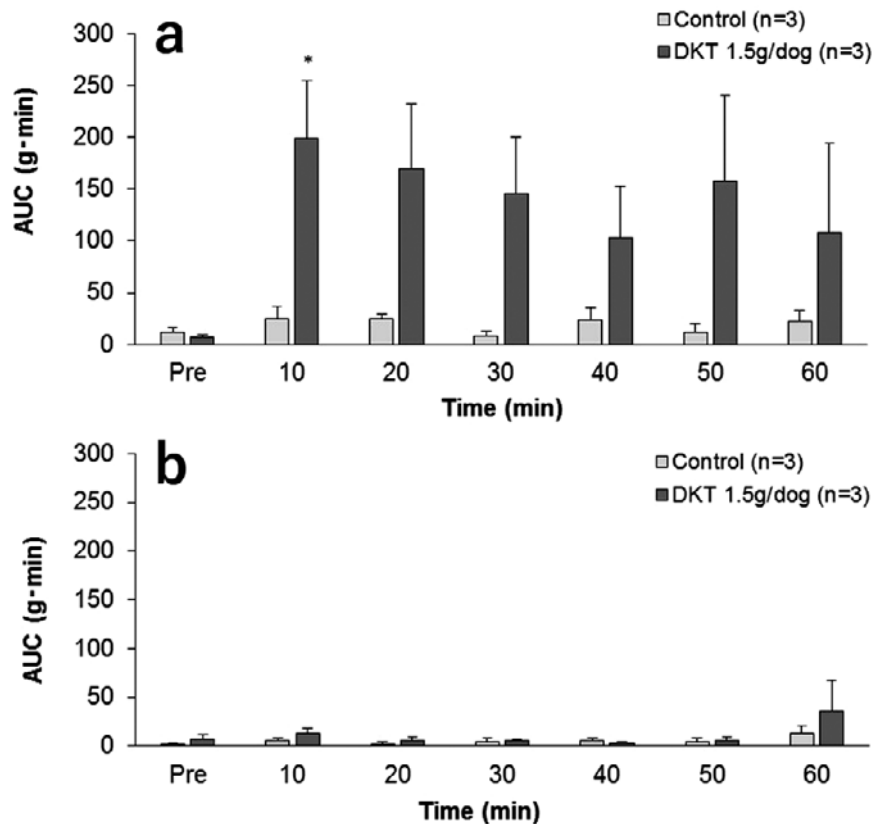 a
Control (n=3)
DKT 1.5g/dog (n=3)
*
300
250
200
150
100
50
0
AUC (g-min)
Pre 10 20 30 40 50 60
Time (min)
b
Control (n=3)
DKT 1.5g/dog (n=3)
300
250
200
150
100
50
0
AUC (g-min)
Pre 10 20 30 40 50 60
Time (min)